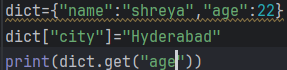 dict={"name":"shreya","age":22}
dict["city"]="Hyderabad"
print(dict.get("age"))